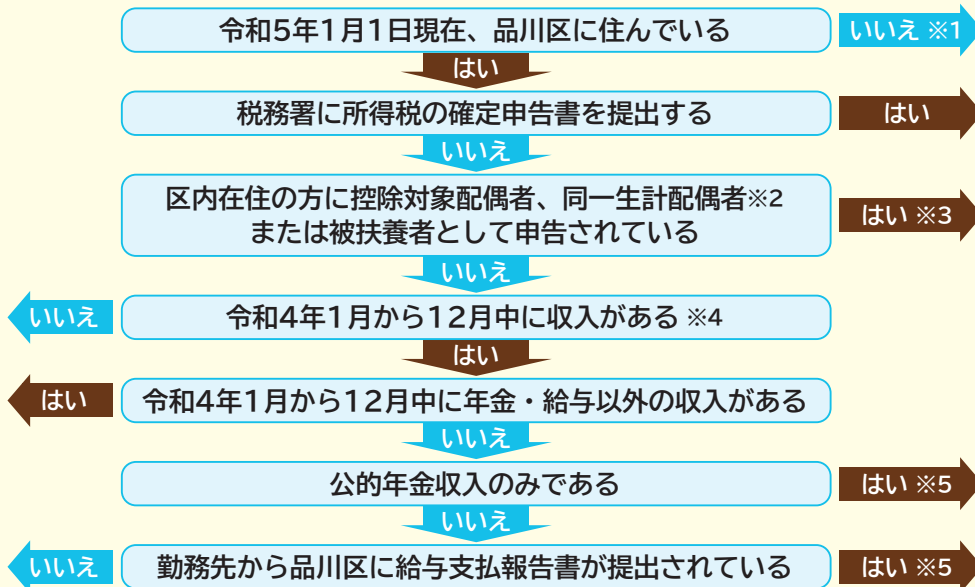 令和5年1月1日現在、品川区に住んでいる
いいえ ※1
はい
税務署に所得税の確定申告書を提出する
はい
いいえ
区内在住の方に控除対象配偶者、同一生計配偶者※2
または被扶養者として申告されている
はい ※3
いいえ
いいえ
令和4年1月から12月中に収入がある ※4
はい
はい
令和4年1月から12月中に年金・給与以外の収入がある
いいえ
公的年金収入のみである
はい ※5
いいえ
いいえ
勤務先から品川区に給与支払報告書が提出されている
はい ※5